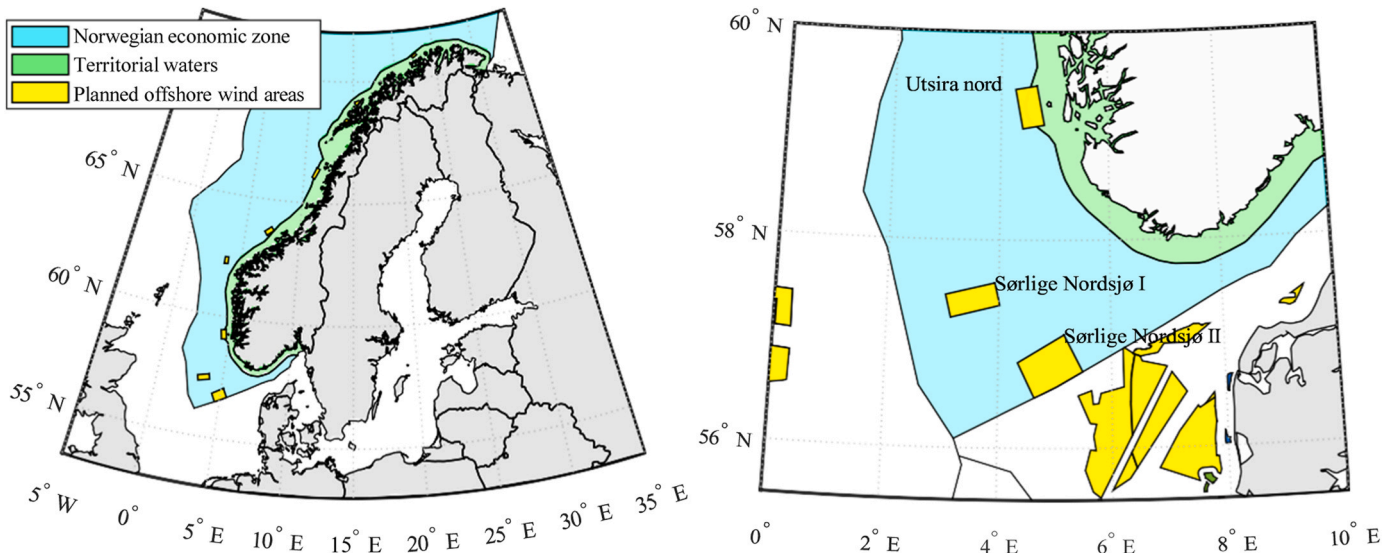 Norwegian economic zone
Territorial waters
Planned offshore wind areas
65° N
60° N
55° N
5° W
0°
5° E
10° E
15° E
20° E
25° E
30° E
35° E
60° N
58° N
56° N
Utsira nord
Sørlige Nordsjø I
Sørlige Nordsjø II
0°
2° E
4° E
6° E
8° E
10° E